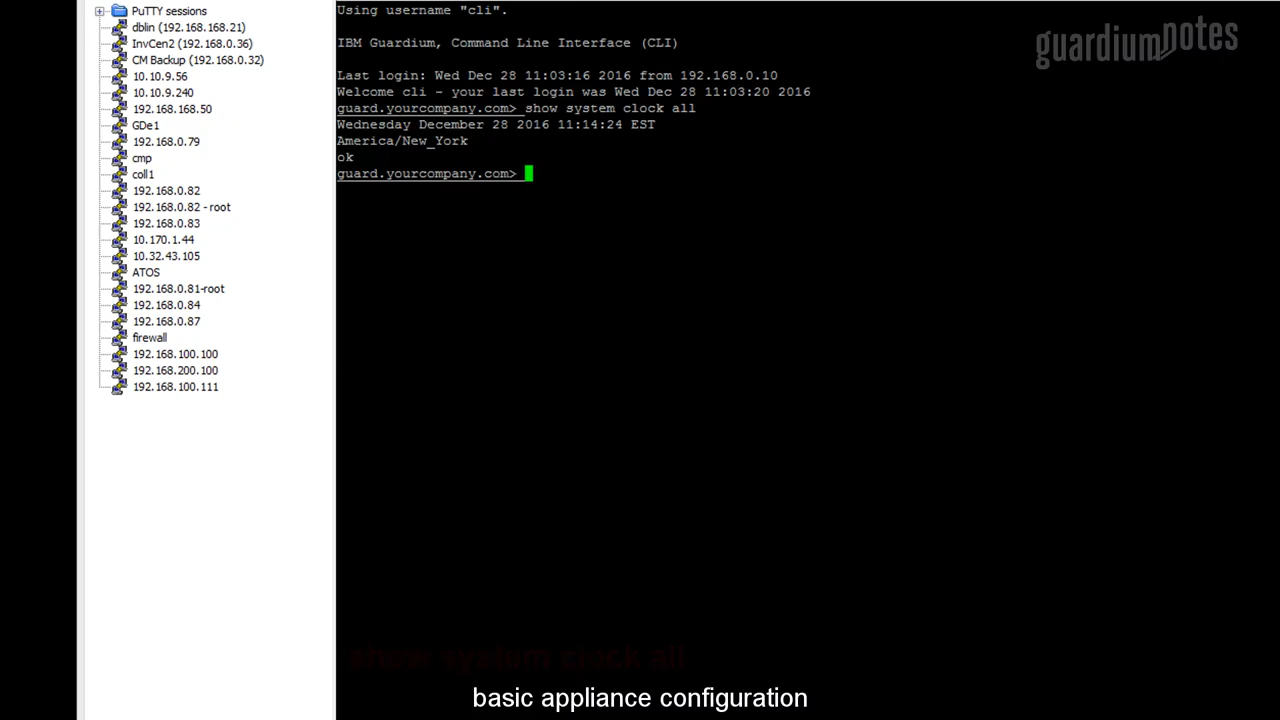 PuTTY sessions
dblin (192.168.168.21)
InvCen2 (192.168.0.36)
CM Backup (192.168.0.32)
10.10.9.56
10.10.9.240
192.168.168.50
GDe1
192.168.0.79
cmp
coll1
192.168.0.82
192.168.0.82 - root
192.168.0.83
10.170.1.44
10.32.43.105
ATOS
192.168.0.81-root
192.168.0.84
192.168.0.87
firewall
192.168.100.100
192.168.200.100
192.168.100.111
Using username "cli".
IBM Guardium, Command Line Interface (CLI)
Last login: Wed Dec 28 11:03:16 2016 from 192.168.0.10
Welcome cli - your last login was Wed Dec 28 11:03:20 2016
guard.yourcompany.com> show system clock all
Wednesday December 28 2016 11:14:24 EST
America/New_York
ok
guard.yourcompany.com>
guardiumnotes
show system clock all
basic appliance configuration